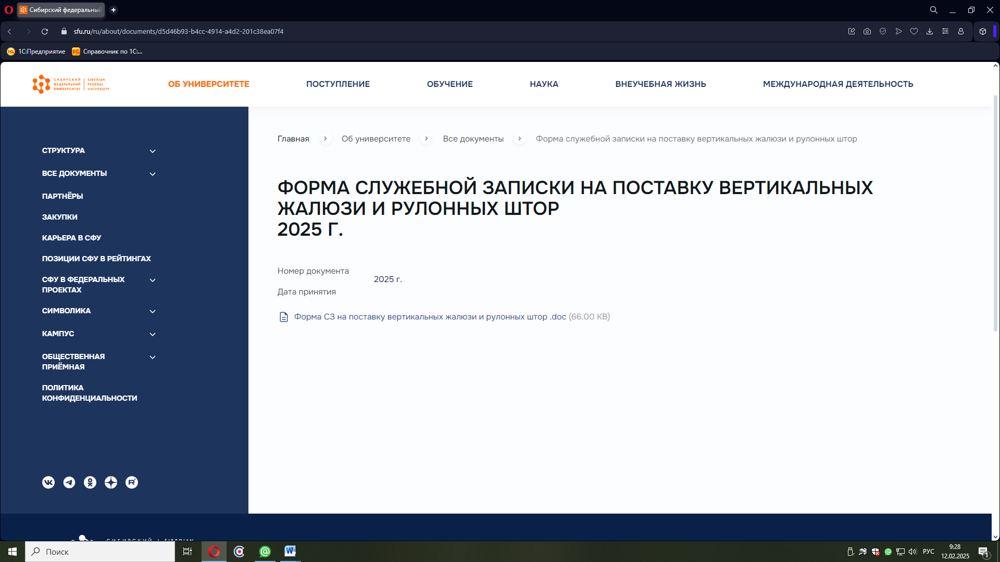 Сибирский федеральный
sfu.ru/ru/about/documents/d5d46b93-b4cc-4914-a4d2-201c38ea07f4
1С:Предприятие
Справочник по 1С:...
СИБИРСКИЙ ФЕДЕРАЛЬНЫЙ УНИВЕРСИТЕТ
SIBERIAN FEDERAL UNIVERSITY
ОБ УНИВЕРСИТЕТЕ
ПОСТУПЛЕНИЕ
ОБУЧЕНИЕ
НАУКА
ВНЕУЧЕБНАЯ ЖИЗНЬ
МЕЖДУНАРОДНАЯ ДЕЯТЕЛЬНОСТЬ
СТРУКТУРА
ВСЕ ДОКУМЕНТЫ
ПАРТНЁРЫ
ЗАКУПКИ
КАРЬЕРА В СФУ
ПОЗИЦИИ СФУ В РЕЙТИНГАХ
СФУ В ФЕДЕРАЛЬНЫХ
ПРОЕКТАХ
СИМВОЛИКА
КАМПУС
ОБЩЕСТВЕННАЯ
ПРИЁМНАЯ
ПОЛИТИКА
КОНФИДЕНЦИАЛЬНОСТИ
Главная
Об университете
Все документы
Форма служебной записки на поставку вертикальных жалюзи и рулонных штор
ФОРМА СЛУЖЕБНОЙ ЗАПИСКИ НА ПОСТАВКУ ВЕРТИКАЛЬНЫХ
ЖАЛЮЗИ И РУЛОННЫХ ШТОР
2025 Г.
Номер документа
2025 г.
Дата принятия
Форма СЗ на поставку вертикальных жалюзи и рулонных штор .doc (66.00 KB)
СИБИРСКИЙ | SIBERIAN
Поиск
РУС
9:28
12.02.2025
1